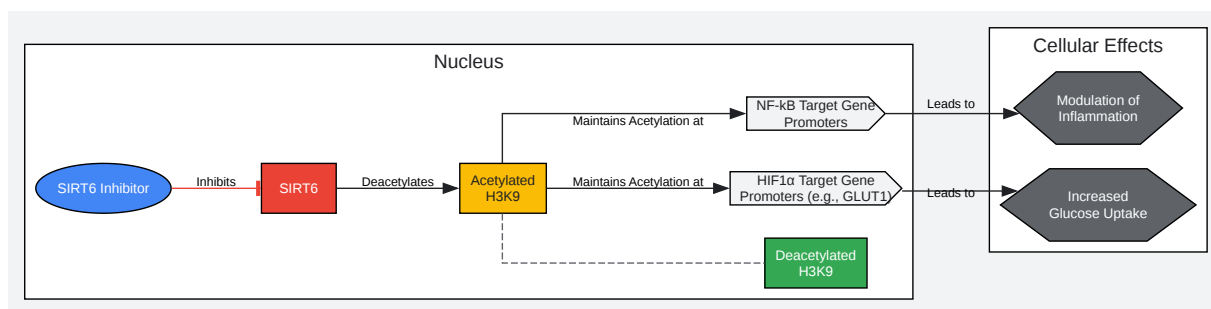 Nucleus
Cellular Effects
SIRT6 Inhibitor
Inhibits
SIRT6
Deacetylates
Acetylated
H3K9
Maintains Acetylation at
NF-kB Target Gene
Promoters
Leads to
Modulation of
Inflammation
Maintains Acetylation at
HIF1α Target Gene
Promoters (e.g., GLUT1)
Leads to
Increased
Glucose Uptake
Deacetylated
H3K9